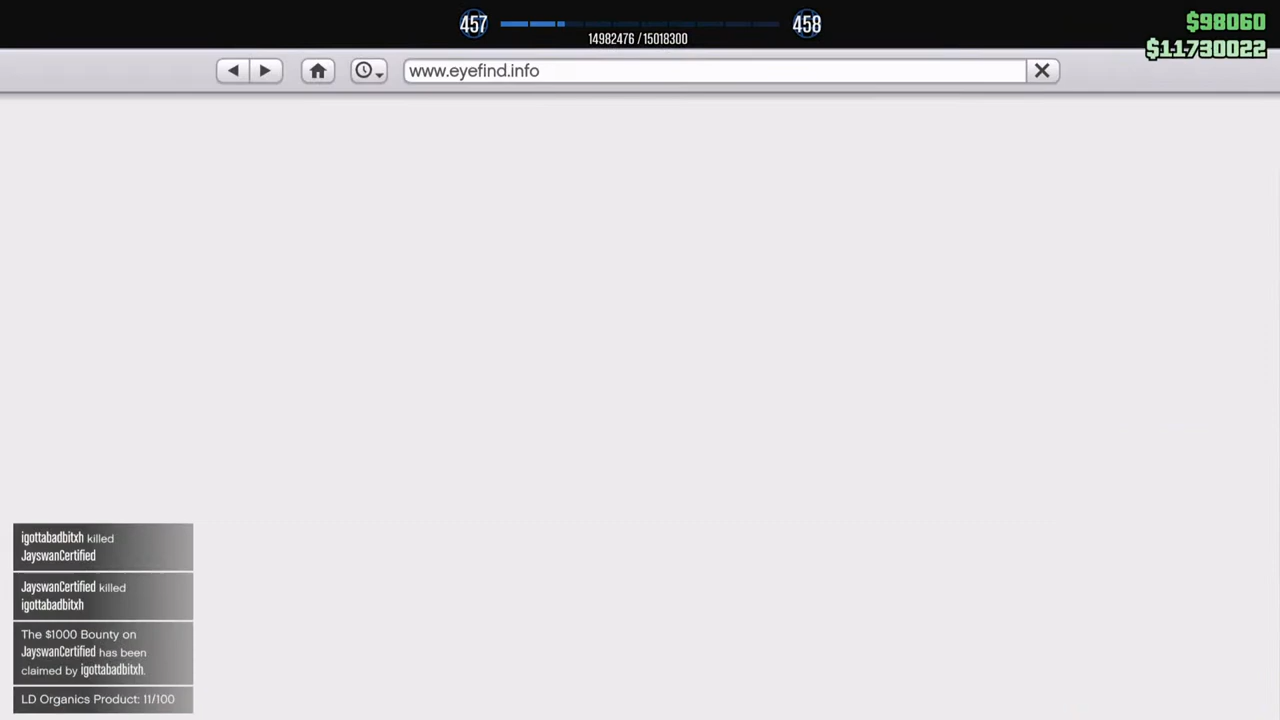 457
458
14982476 / 15018300
$98060
$11730022
www.eyefind.info
igottabadbitxh killed
JayswanCertified
JayswanCertified killed
igottabadbitxh
The $1000 Bounty on
JayswanCertified has been
claimed by igottabadbitxh.
LD Organics Product: 11/100